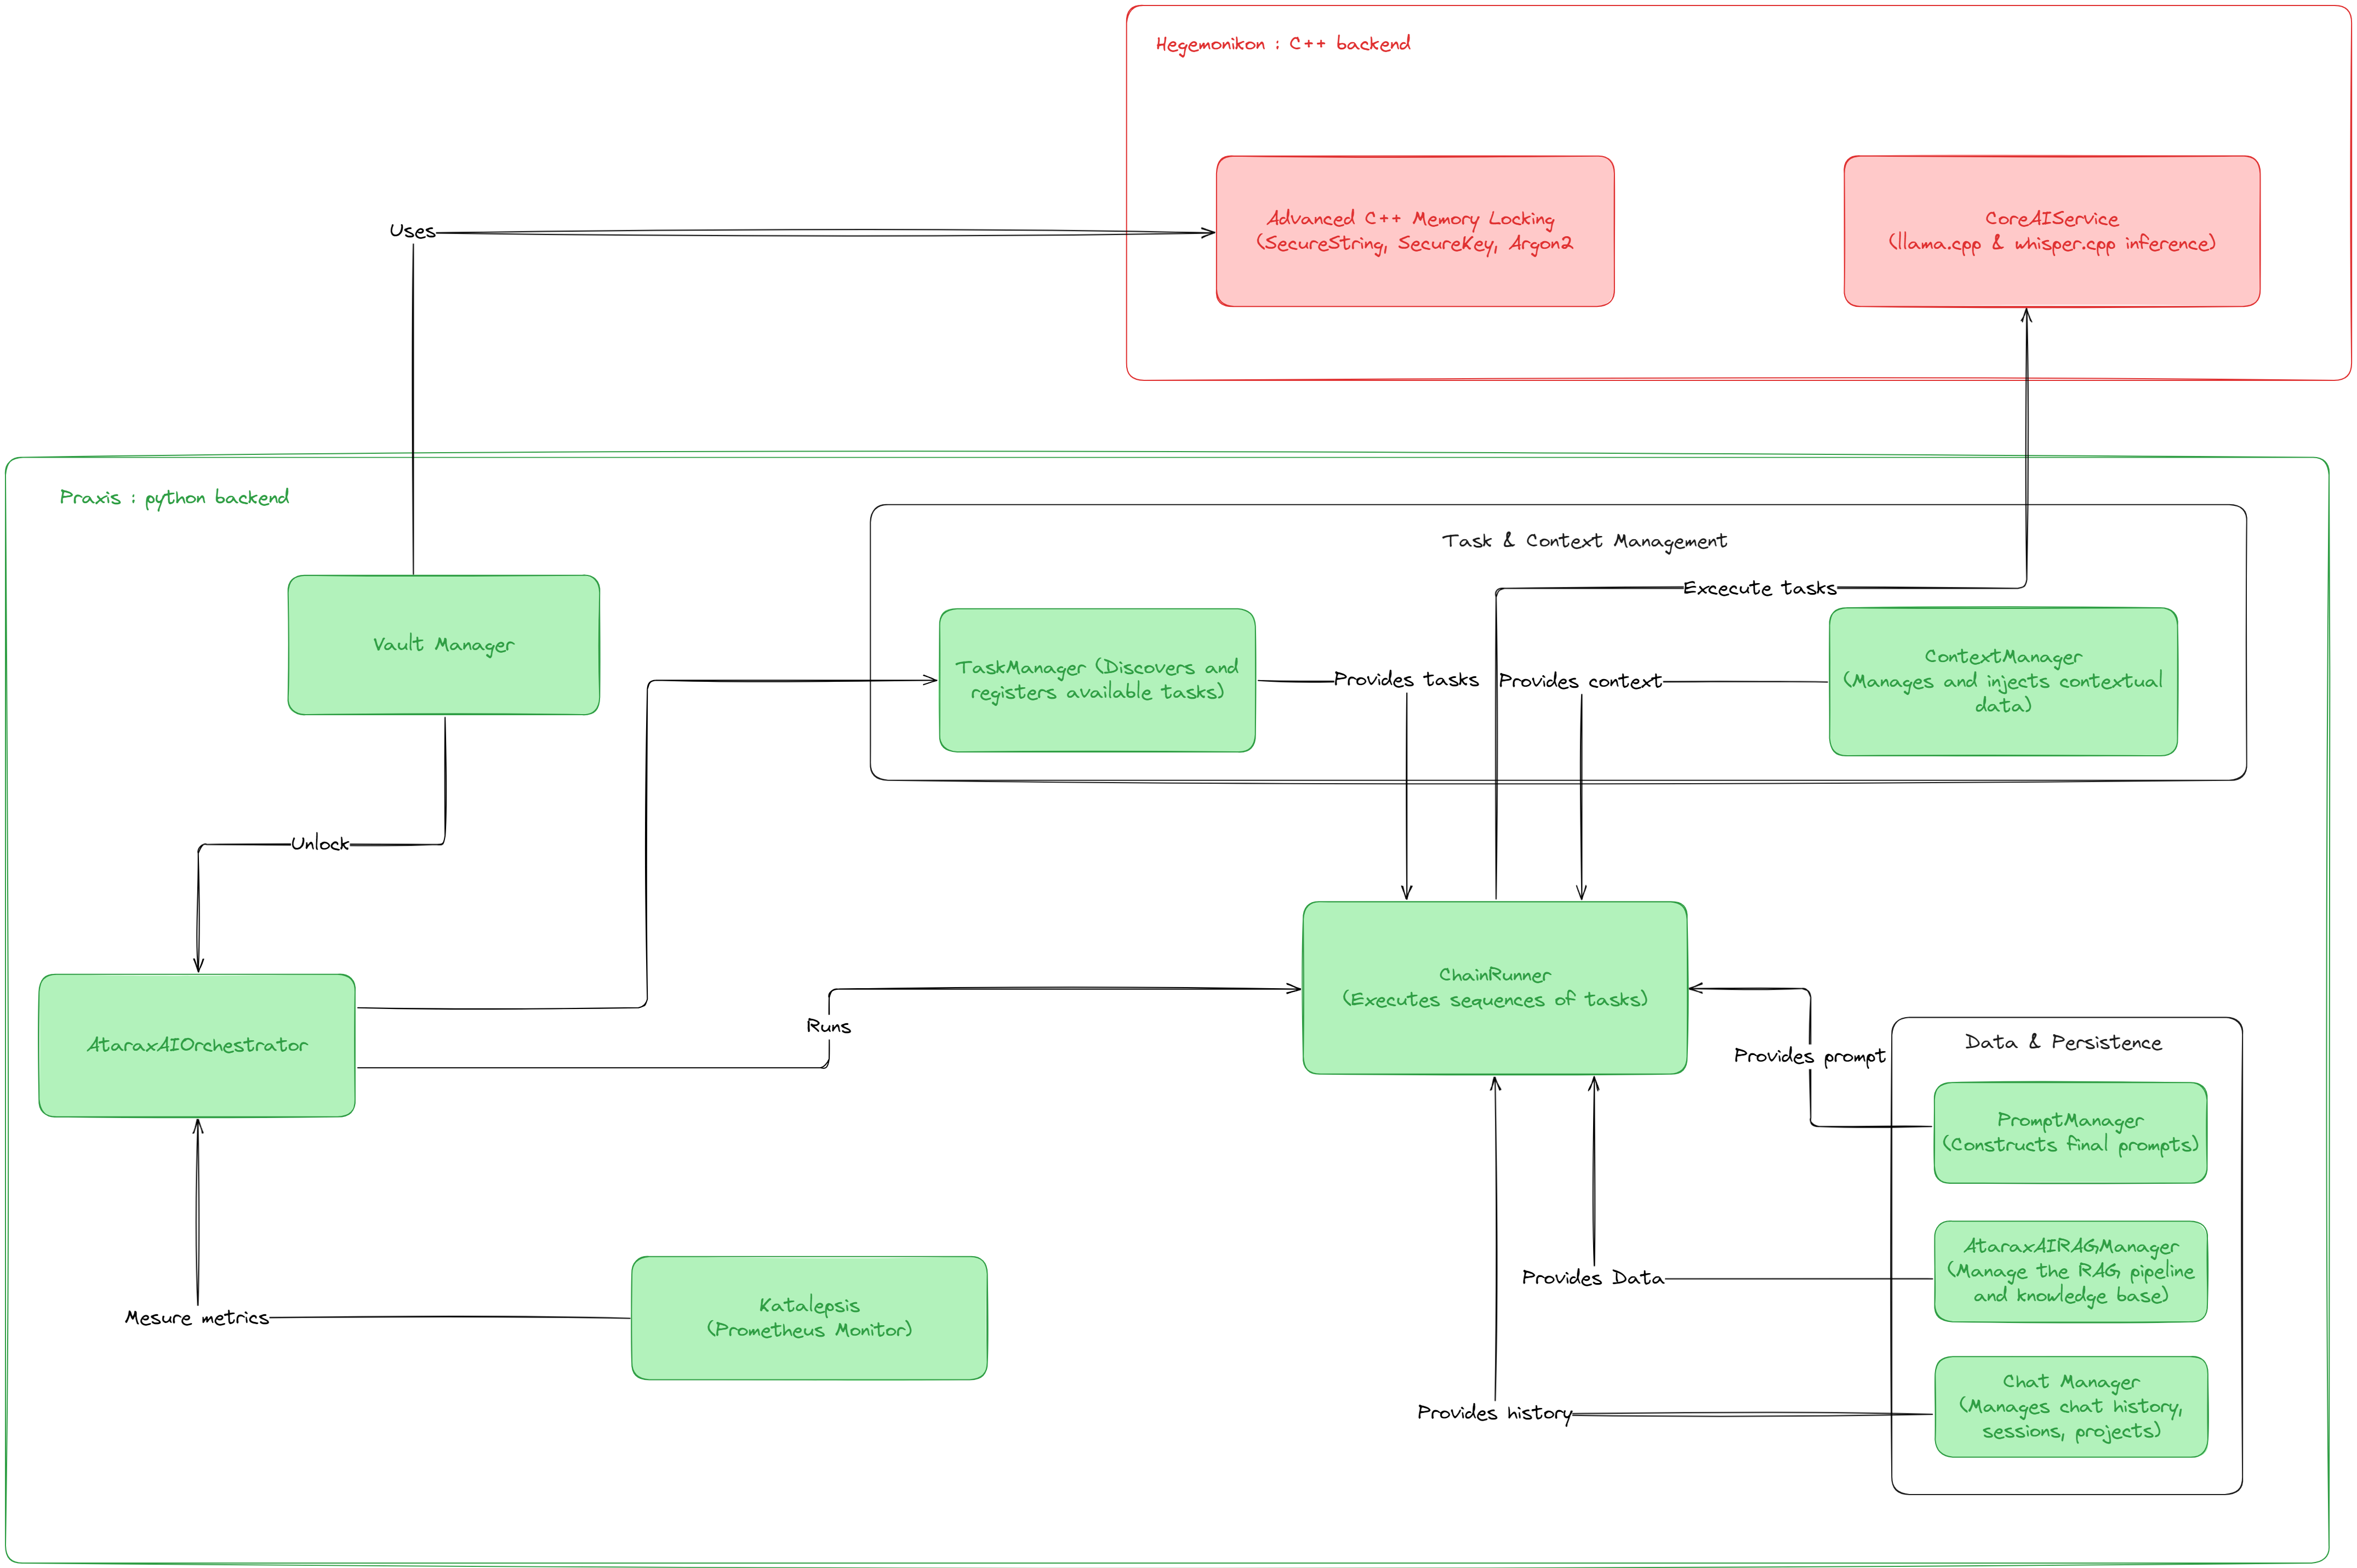 Hegemonikon : C++ backend
Advanced C++ Memory Locking
(SecureString, SecureKey, Argon2
CoreAIService
(llama.cpp & whisper.cpp inference)
Uses
Praxis : python backend
Task & Context Management
Excecute tasks
Vault Manager
TaskManager (Discovers and
registers available tasks)
Provides tasks
Provides context
ContextManager
(Manages and injects contextual
data)
Unlock
ChainRunner
(Executes sequences of tasks)
Runs
AtaraxAIOrchestrator
Data & Persistence
Provides prompt
PromptManager
(Constructs final prompts)
AtaraxAIRAGManager
(Manage the RAG pipeline
and knowledge base)
Provides Data
Katalepsis
(Prometheus Monitor)
Mesure metrics
Chat Manager
(Manages chat history,
sessions, projects)
Provides history